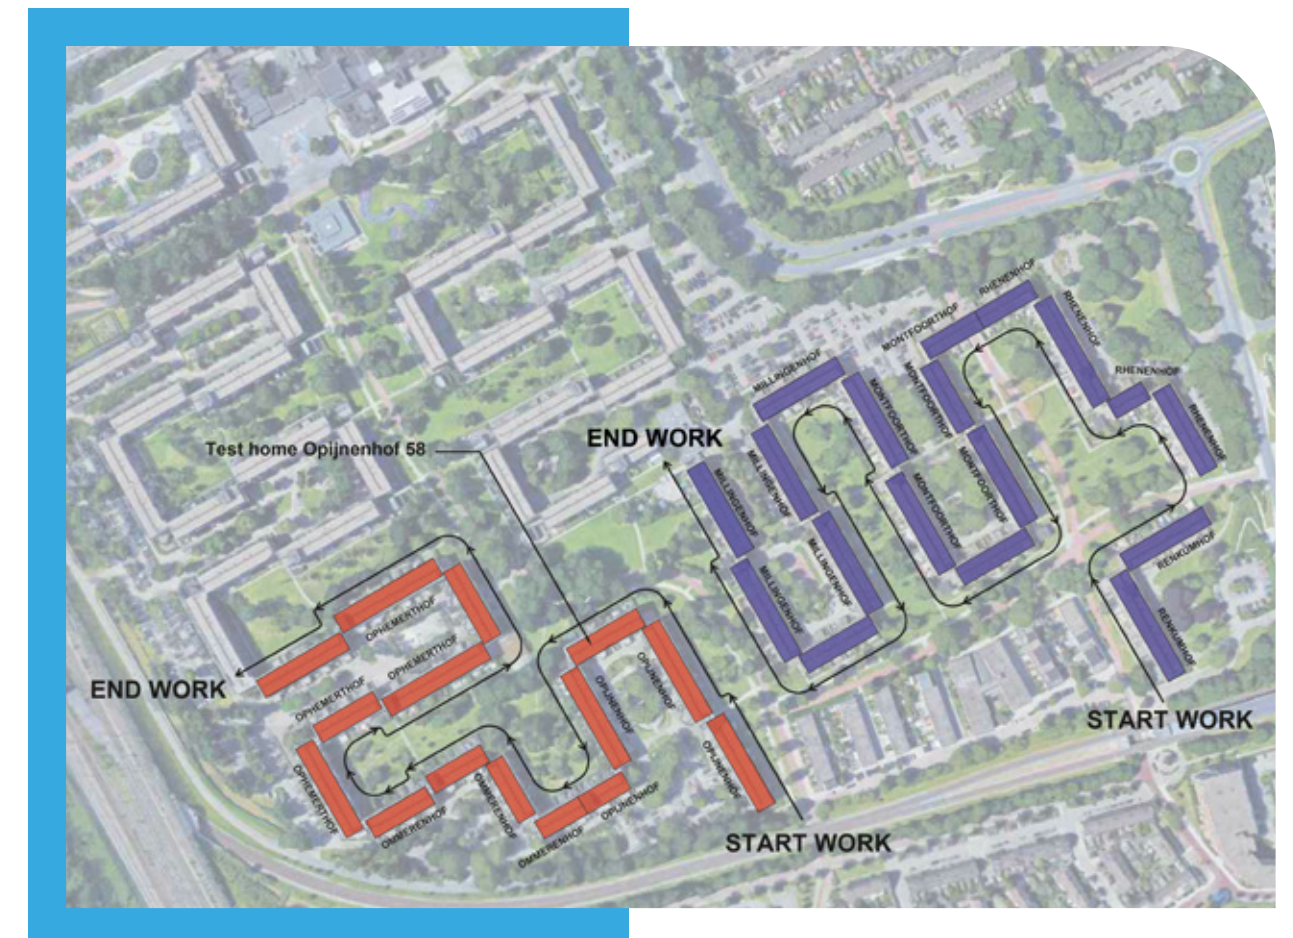 RHENENHOF
MONTFOORTHOF
RHENENHOF
MILLINGENHOF
MONTFOORTHOF
RHENENHOF
MONTFOORTHOF
RHENENHOF
END WORK
Test home Opijnenhof 58
MILLINGENHOF
MILLINGENHOF
MONTFOORTHOF
MONTFOORTHOF
RENKUMHOF
MILLINGENHOF
MILLINGENHOF
RENKUMHOF
OPHEMERTHOF
OPHEMERTHOF
OPIJNENHOF
OPIJNENHOF
END WORK
OPHEMERTHOF
START WORK
OPHEMERTHOF
OMMERENHOF
OPIJNENHOF
OMMERENHOF
OPIJNENHOF
OMMERENHOF
START WORK